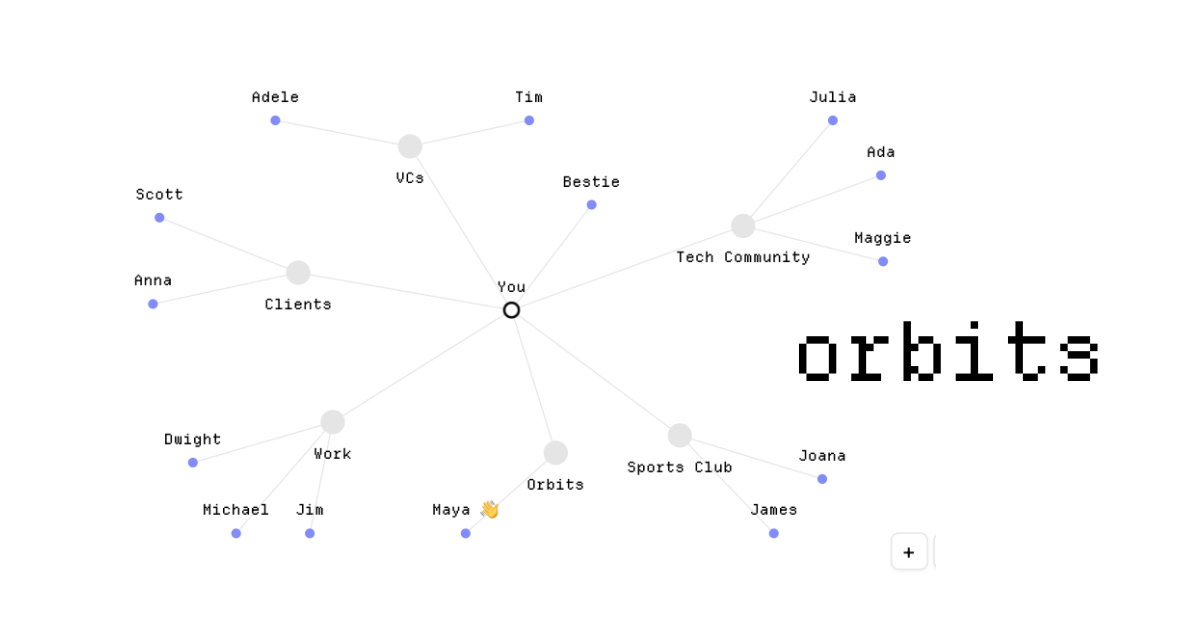 Adele
Tim
Julia
Ada
VCs
Bestie
Scott
Maggie
Tech Community
Anna
You
Clients
orbits
Dwight
Work
Joana
Sports Club
Orbits
Michael
Jim
Maya 👋
James
+